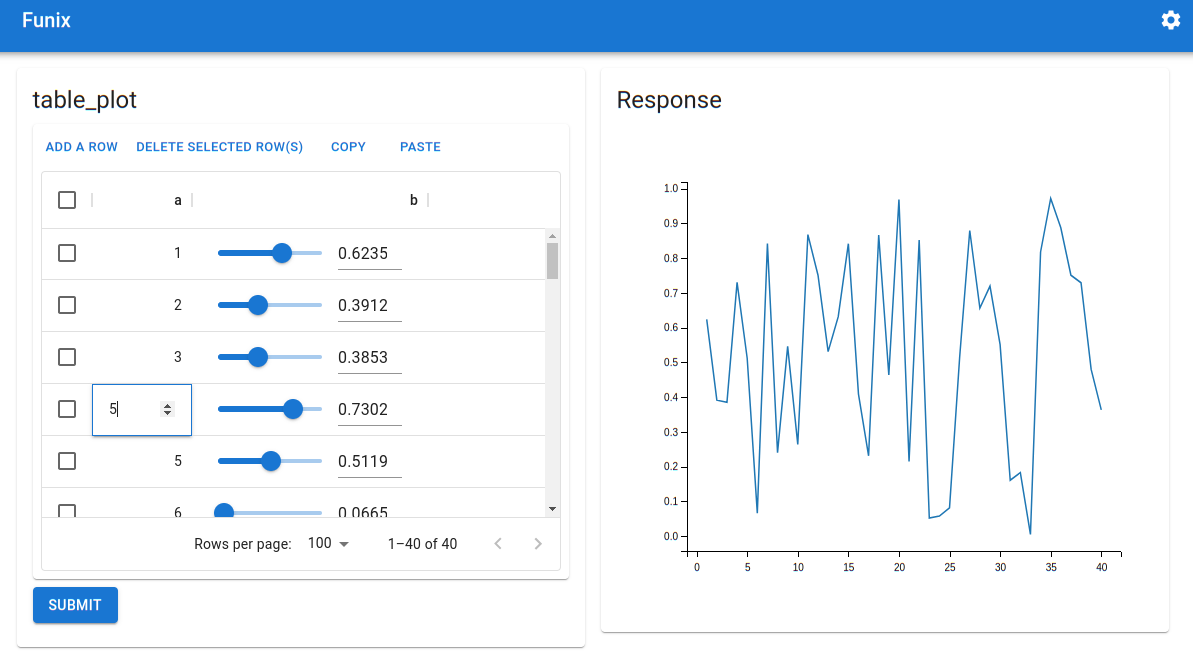 Funix
table_plot
ADD A ROW DELETE SELECTED ROW(S) COPY PASTE
a b
1 0.6235
2 0.3912
3 0.3853
5 0.7302
5 0.5119
6 0.0665
Rows per page: 100 1–40 of 40
SUBMIT
Response
1.0
0.9
0.8
0.7
0.6
0.5
0.4
0.3
0.2
0.1
0.0
0 5 10 15 20 25 30 35 40